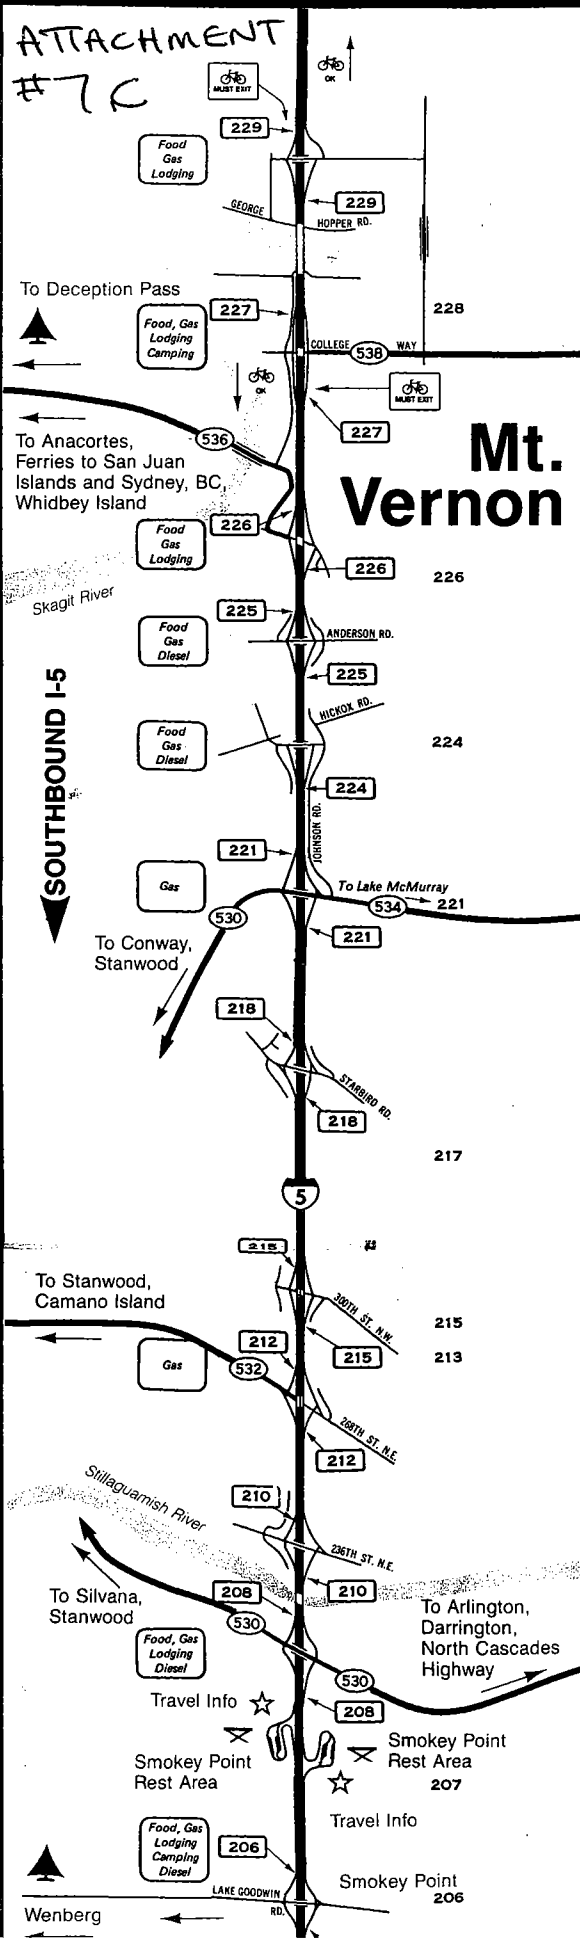 ATTACHMENT
#7C
MUST EXIT
OK
229
Food
Gas
Lodging
229
GEORGE
HOPPER RD.
To Deception Pass
227
228
Food, Gas
Lodging
Camping
COLLEGE
538
WAY
OK
MUST EXIT
227
536
To Anacortes,
Ferries to San Juan
Islands and Sydney, BC,
Whidbey Island
Mt.
Vernon
226
Food
Gas
Lodging
226
226
Skagit River
225
Food
Gas
Diesel
ANDERSON RD.
225
SOUTHBOUND I-5
HICKOX RD.
Food
Gas
Diesel
224
224
JOHNSON RD.
221
Gas
To Lake McMurray
534
221
530
221
To Conway,
Stanwood
218
STARBIRD RD.
218
217
5
215
To Stanwood,
Camano Island
300TH ST. N.W.
215
212
215
213
Gas
532
268TH ST. N.E.
212
Stillaguamish River
210
236TH ST. N.E.
210
To Silvana,
Stanwood
208
530
To Arlington,
Darrington,
North Cascades
Highway
Food, Gas
Lodging
Diesel
530
208
Travel Info
Smokey Point
Rest Area
Smokey Point
Rest Area
207
Travel Info
Food, Gas
Lodging
Camping
Diesel
206
Smokey Point
206
LAKE GOODWIN
RD.
Wenberg